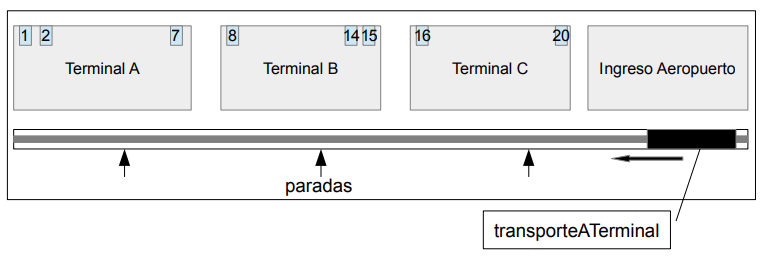 1 2 7 8 14 15 16 20
Terminal A Terminal B Terminal C Ingreso Aeropuerto
paradas
transporteATerminal